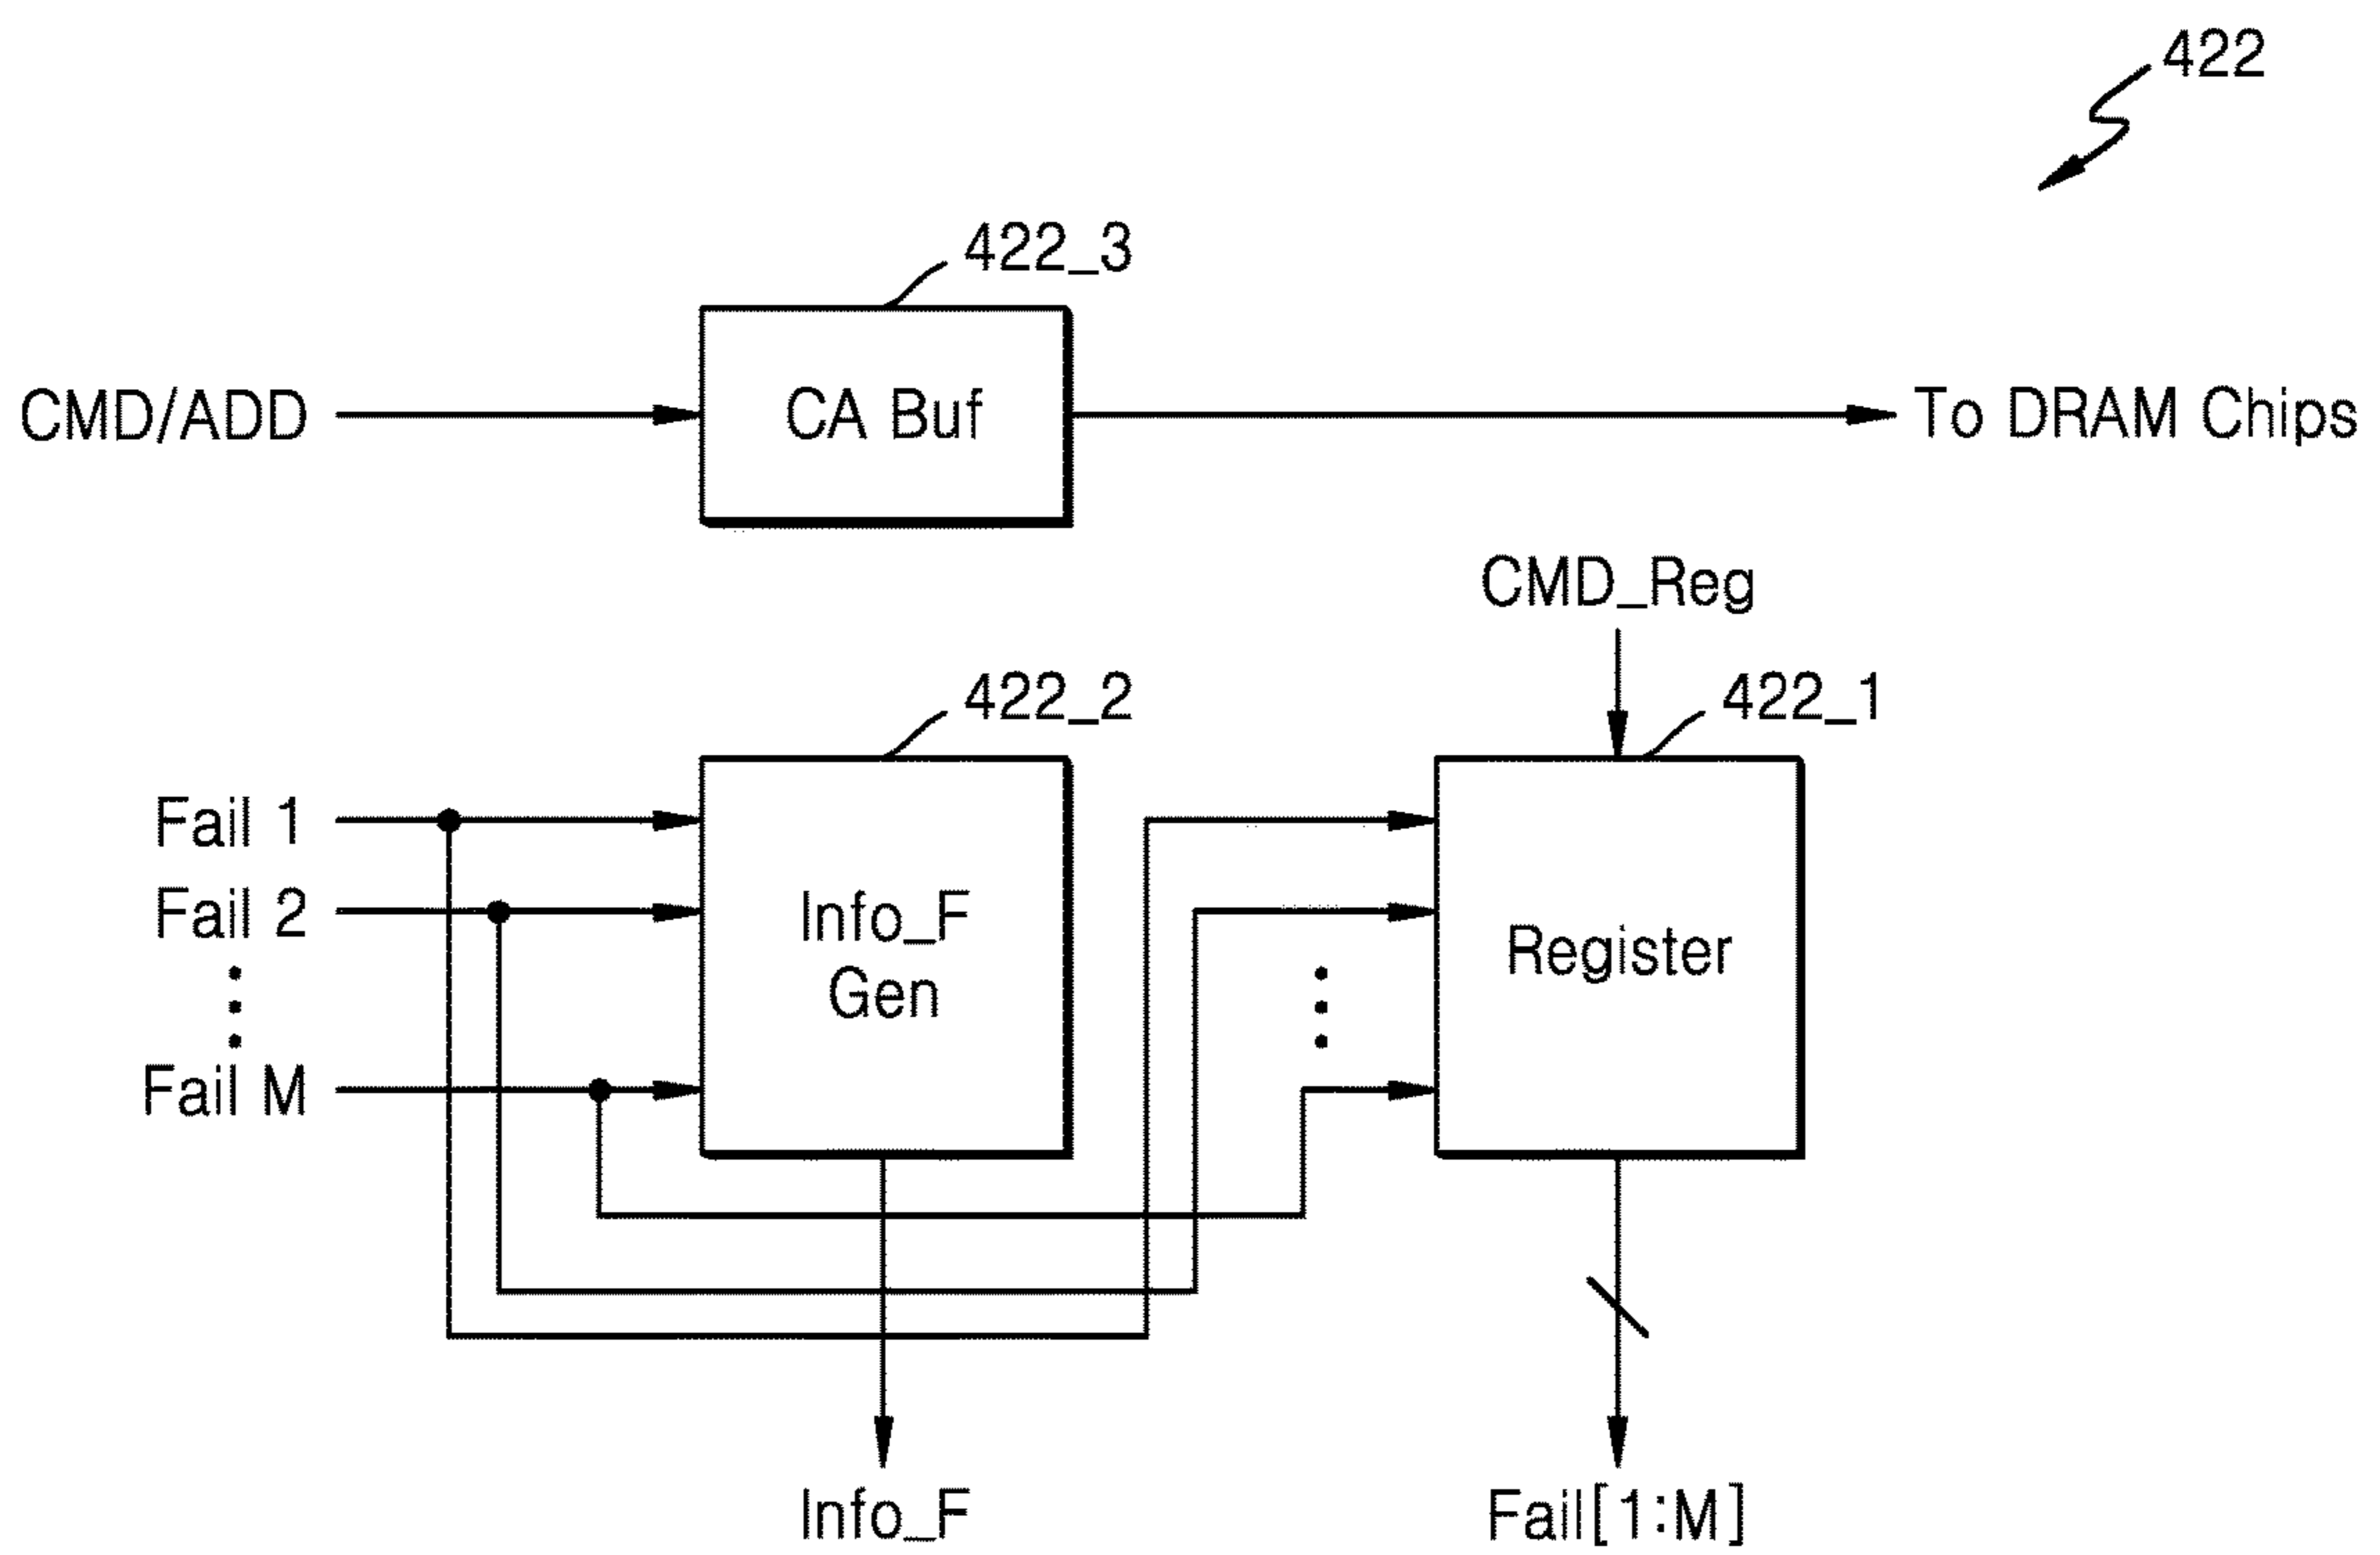 422
422_3
CMD/ADD
CA Buf
To DRAM Chips
CMD_Reg
422_2
422_1
Fail 1
Fail 2
Fail M
Info_F
Gen
Register
Info_F
Fail[1:M]